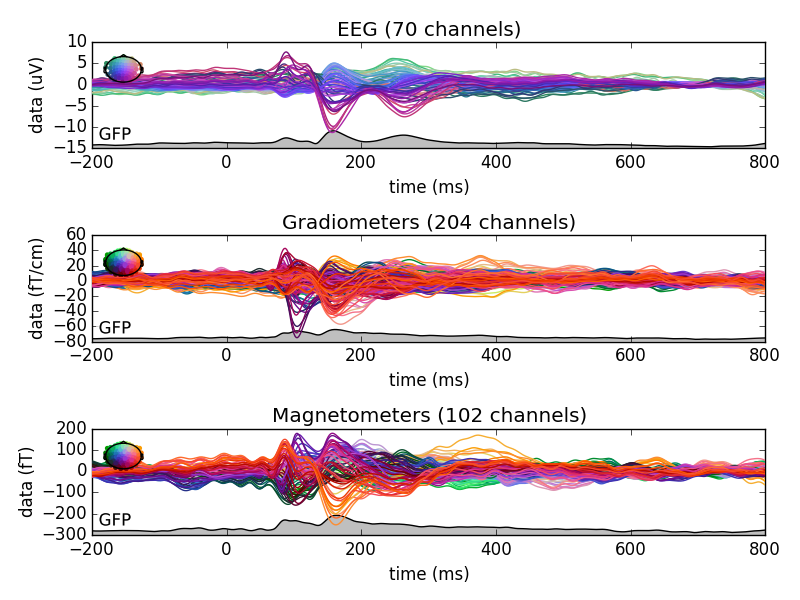 EEG (70 channels)
data (uV)
10
5
0
−5
−10
−15
GFP
−200 0 200 400 600 800
time (ms)
Gradiometers (204 channels)
data (fT/cm)
60
40
20
0
−20
−40
−60
−80
GFP
−200 0 200 400 600 800
time (ms)
Magnetometers (102 channels)
data (fT)
200
100
0
−100
−200
−300
GFP
−200 0 200 400 600 800
time (ms)